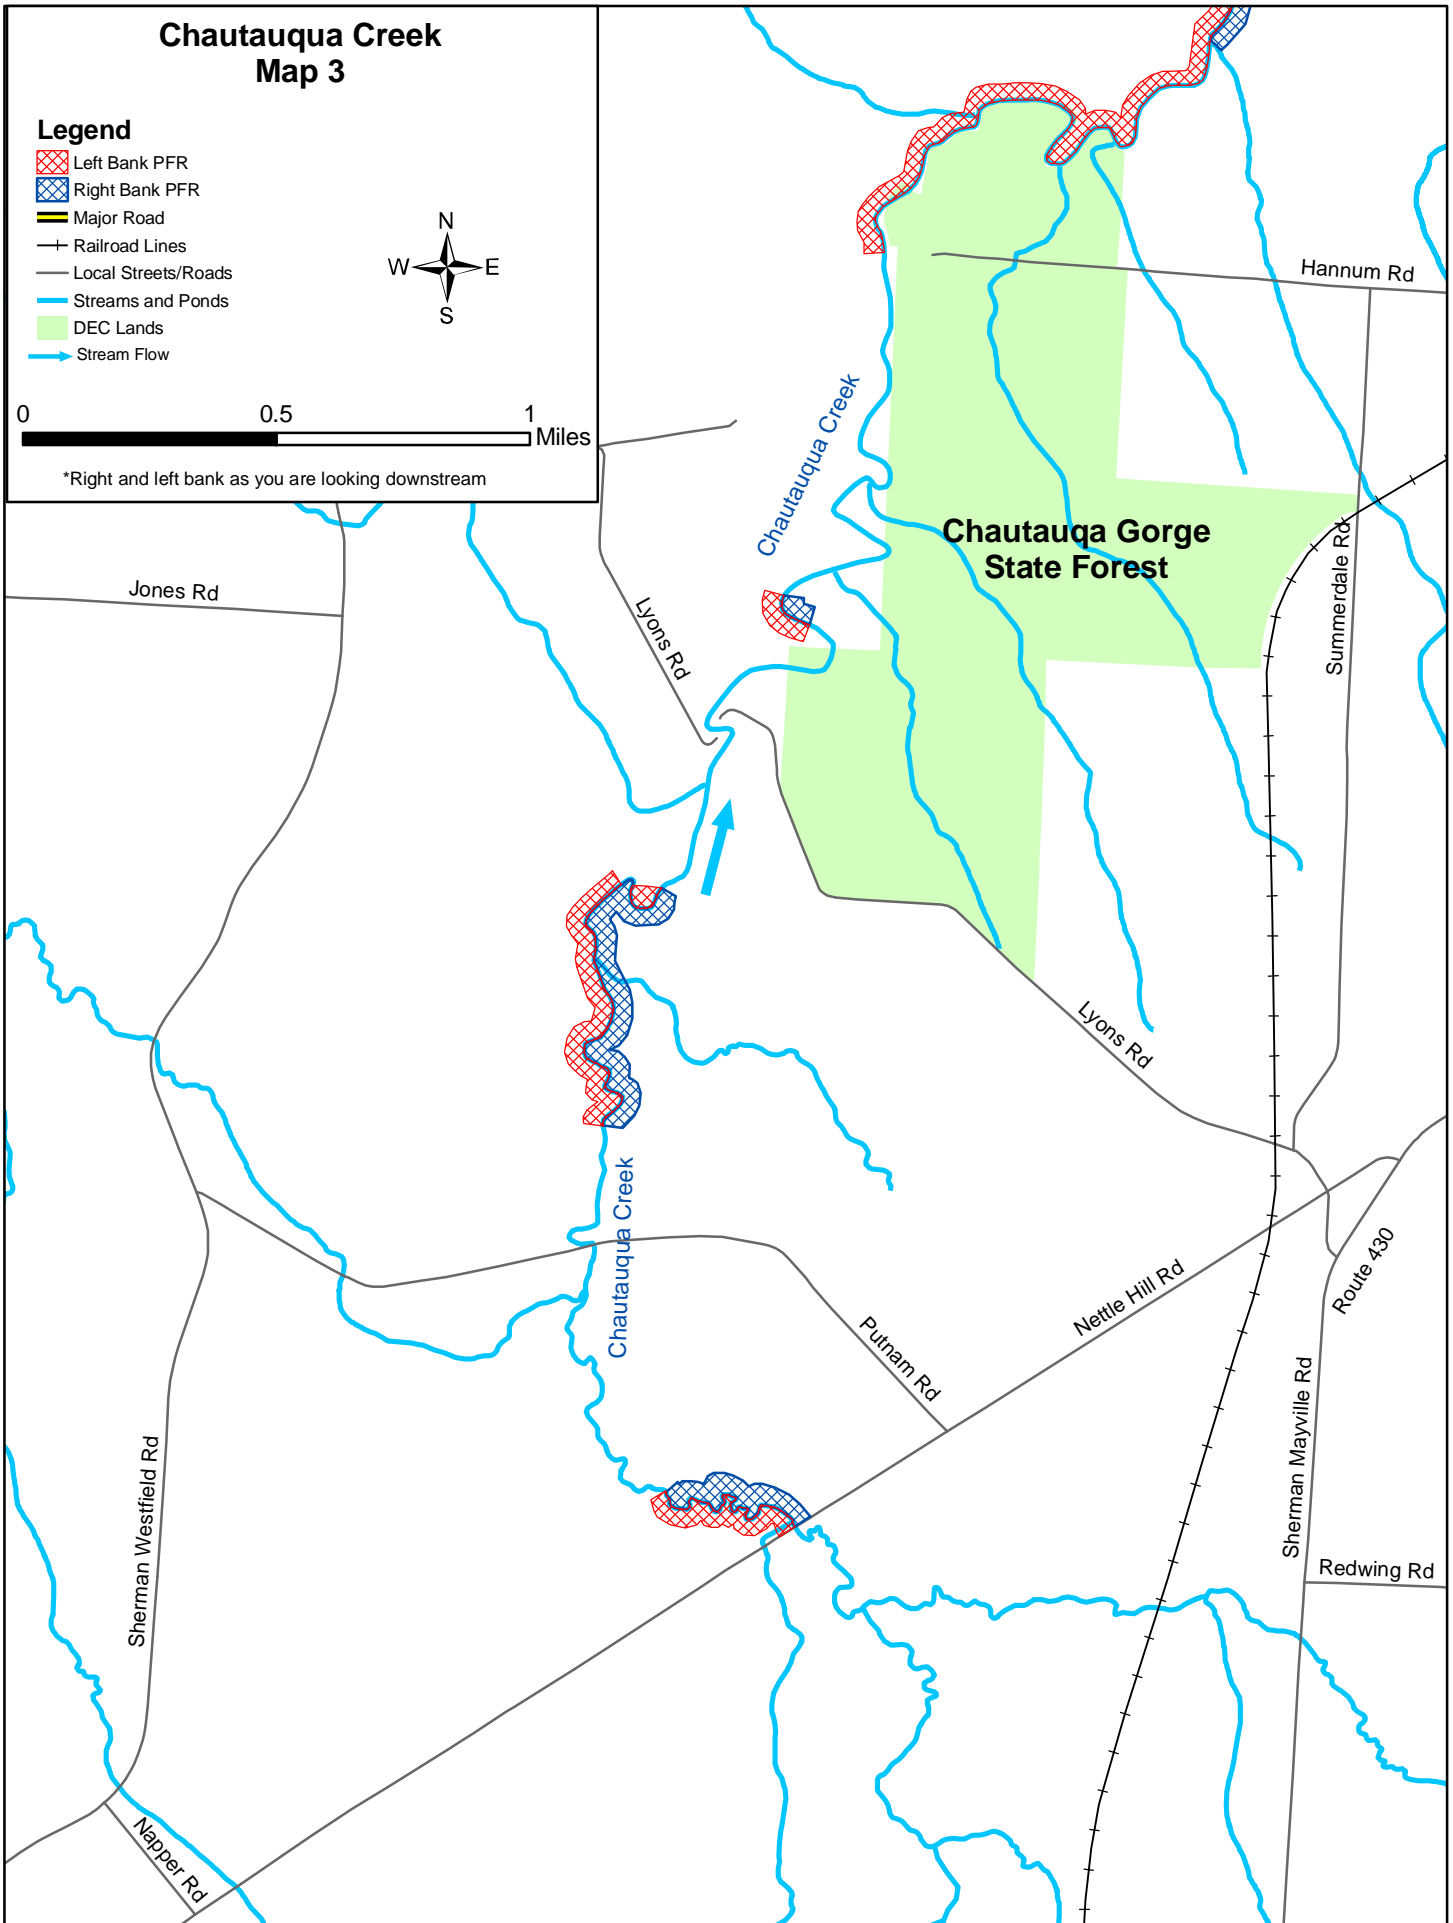 Chautauqua Creek
Map 3
Legend
Left Bank PFR
Right Bank PFR
Major Road
Railroad Lines
Local Streets/Roads
Streams and Ponds
DEC Lands
Stream Flow
N
W E
S
0 0.5 1
Miles
*Right and left bank as you are looking downstream
Hannum Rd
Chautauqua Creek
Chautauqa Gorge
State Forest
Summerdale Rd
Jones Rd
Lyons Rd
Lyons Rd
Chautauqua Creek
Route 430
Nettle Hill Rd
Putnam Rd
Sherman Mayville Rd
Sherman Westfield Rd
Redwing Rd
Napper Rd